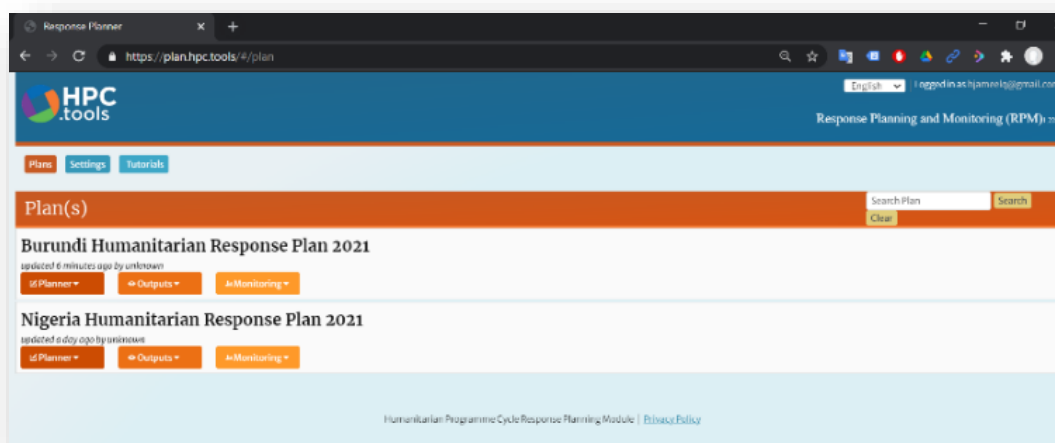 Response Planner
https://plan.hpc.tools/#/plan
HPC
.tools
English Logged in as
Response Planning and Monitoring (RPM)
Plans Settings Tutorials
Plan(s)
Search Plan Search
Clear
Burundi Humanitarian Response Plan 2021
updated 6 minutes ago by unknown
Planner Outputs Monitoring
Nigeria Humanitarian Response Plan 2021
updated a day ago by unknown
Planner Outputs Monitoring
Humanitarian Programme Cycle Response Planning Module | Privacy Policy